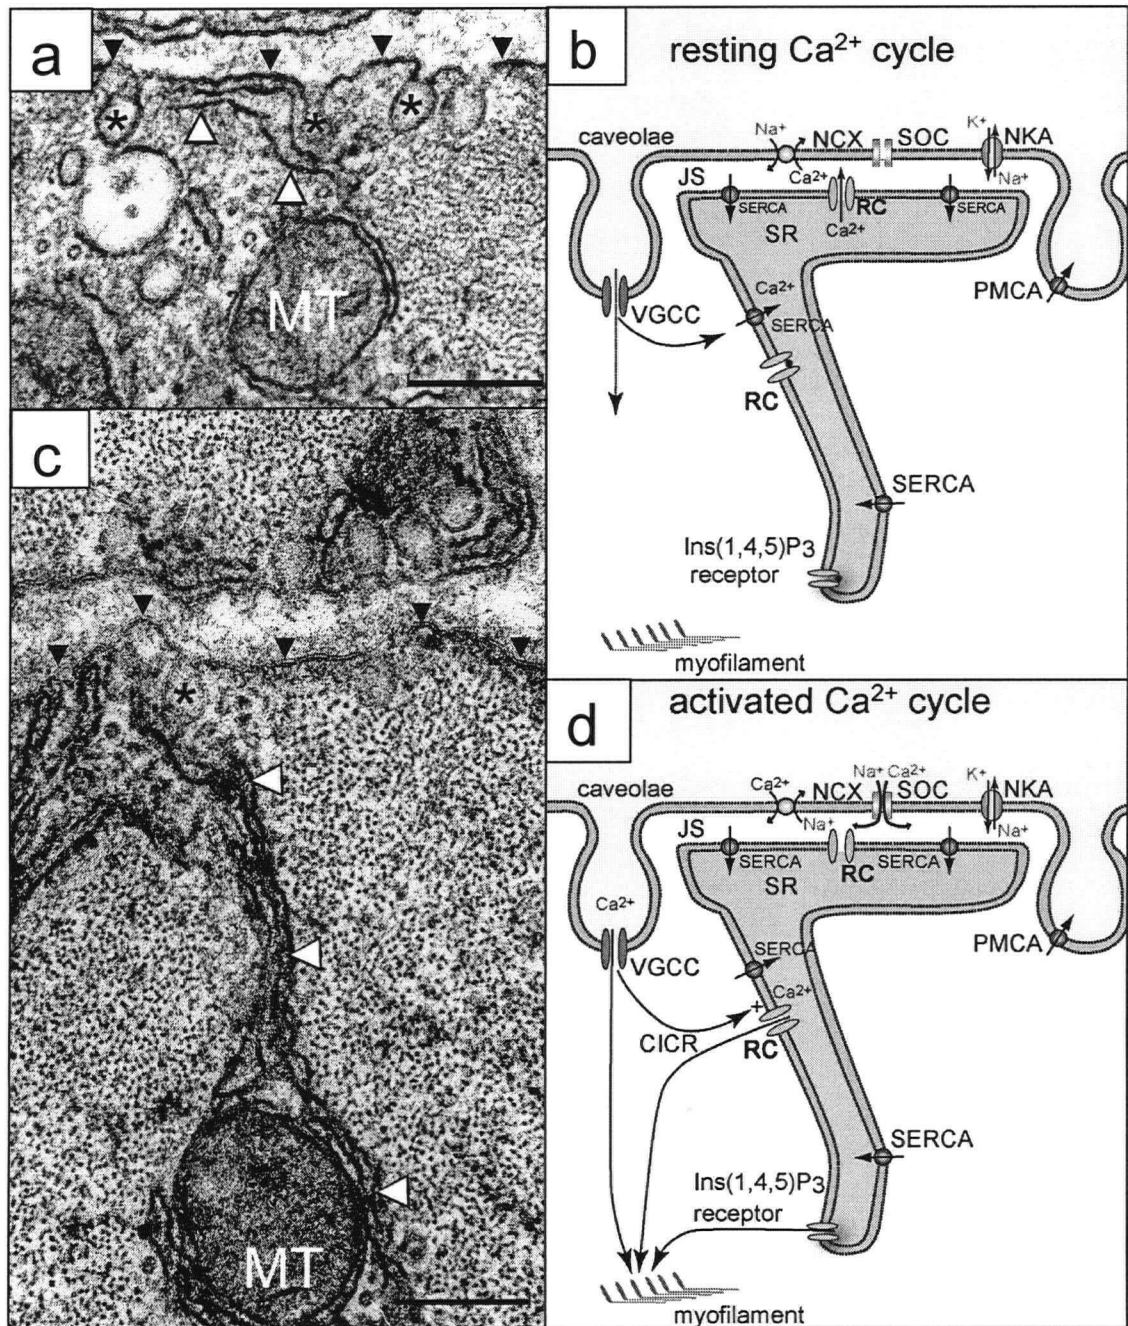 a
*
*
*
MT
b
resting Ca²⁺ cycle
caveolae
Na⁺
NCX
SOC
K⁺
NKA
JS
Ca²⁺
Na⁺
SERCA
RC
SERCA
SR
Ca²⁺
VGCC
Ca²⁺
SERCA
PMCA
RC
SERCA
Ins(1,4,5)P₃
receptor
myofilament
c
*
MT
d
activated Ca²⁺ cycle
caveolae
Ca²⁺
NCX
Na⁺ Ca²⁺
SOC
K⁺
NKA
JS
Na⁺
Na⁺
SERCA
RC
SERCA
SR
Ca²⁺
VGCC
SERCA
PMCA
+
Ca²⁺
CICR
RC
SERCA
Ins(1,4,5)P₃
receptor
myofilament